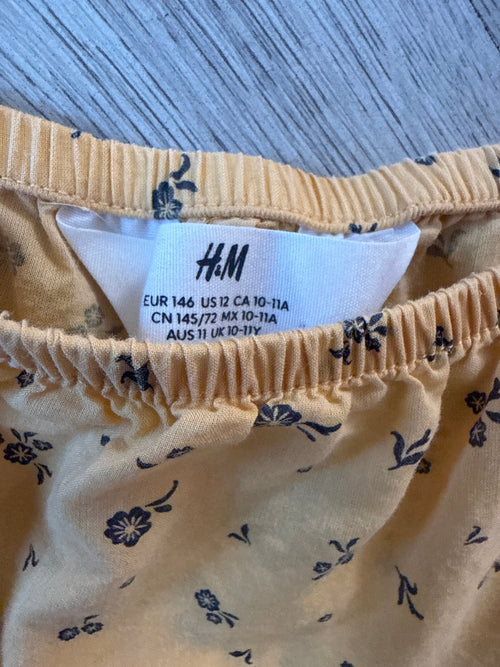 H&M
EUR 146 US 12 CA 10-11A
CN 145/72 MX 10-11A
AUS 11 UK 10-11Y